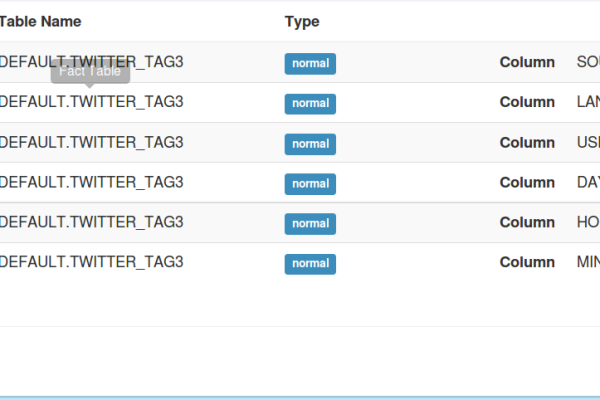 Table Name Type
DEFAULT.TWITTER_TAG3 normal Column SOU
Fact Table
DEFAULT.TWITTER_TAG3 normal Column LAN
DEFAULT.TWITTER_TAG3 normal Column USE
DEFAULT.TWITTER_TAG3 normal Column DAY
DEFAULT.TWITTER_TAG3 normal Column HO
DEFAULT.TWITTER_TAG3 normal Column MIN